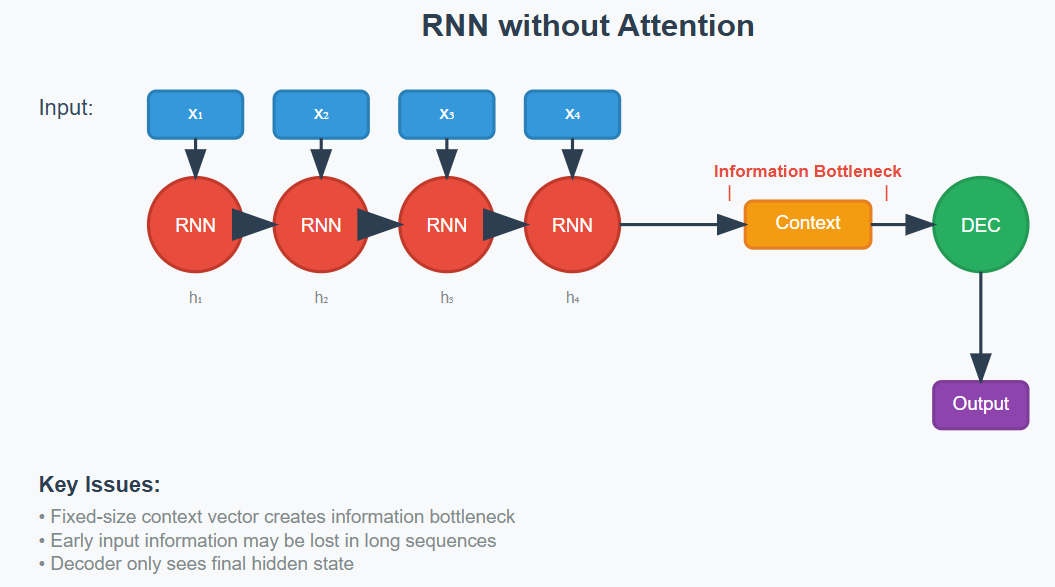 RNN without Attention
Input:
x₁ x₂ x₃ x₄
Information Bottleneck
RNN RNN RNN RNN Context DEC
h₁ h₂ h₃ h₄
Output
Key Issues:
• Fixed-size context vector creates information bottleneck
• Early input information may be lost in long sequences
• Decoder only sees final hidden state